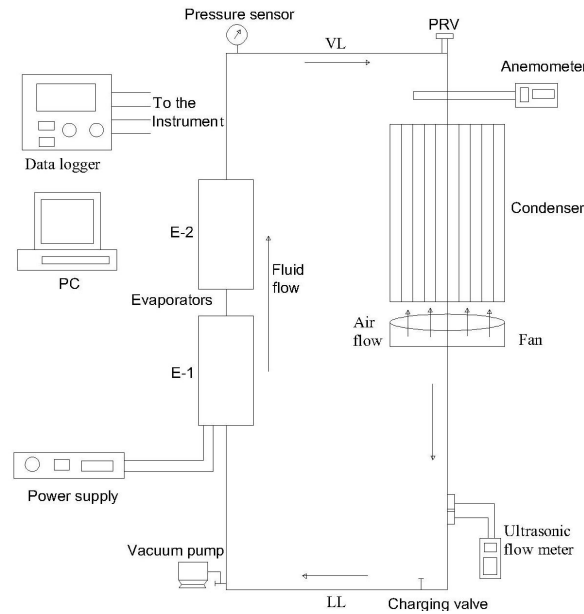 Pressure sensor
VL
PRV
Anemometer
To the
Instrument
Data logger
Condenser
E-2
PC
Fluid
flow
Evaporators
Air
flow
Fan
E-1
Power supply
Ultrasonic
flow meter
Vacuum pump
LL
Charging valve